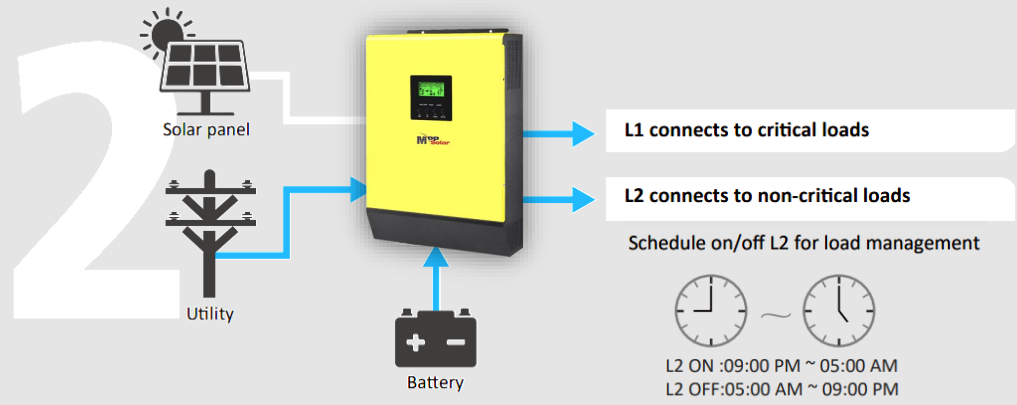 2
Solar panel
MPP
Solar
L1 connects to critical loads
L2 connects to non-critical loads
Schedule on/off L2 for load management
Utility
Battery
L2 ON :09:00 PM ~ 05:00 AM
L2 OFF:05:00 AM ~ 09:00 PM